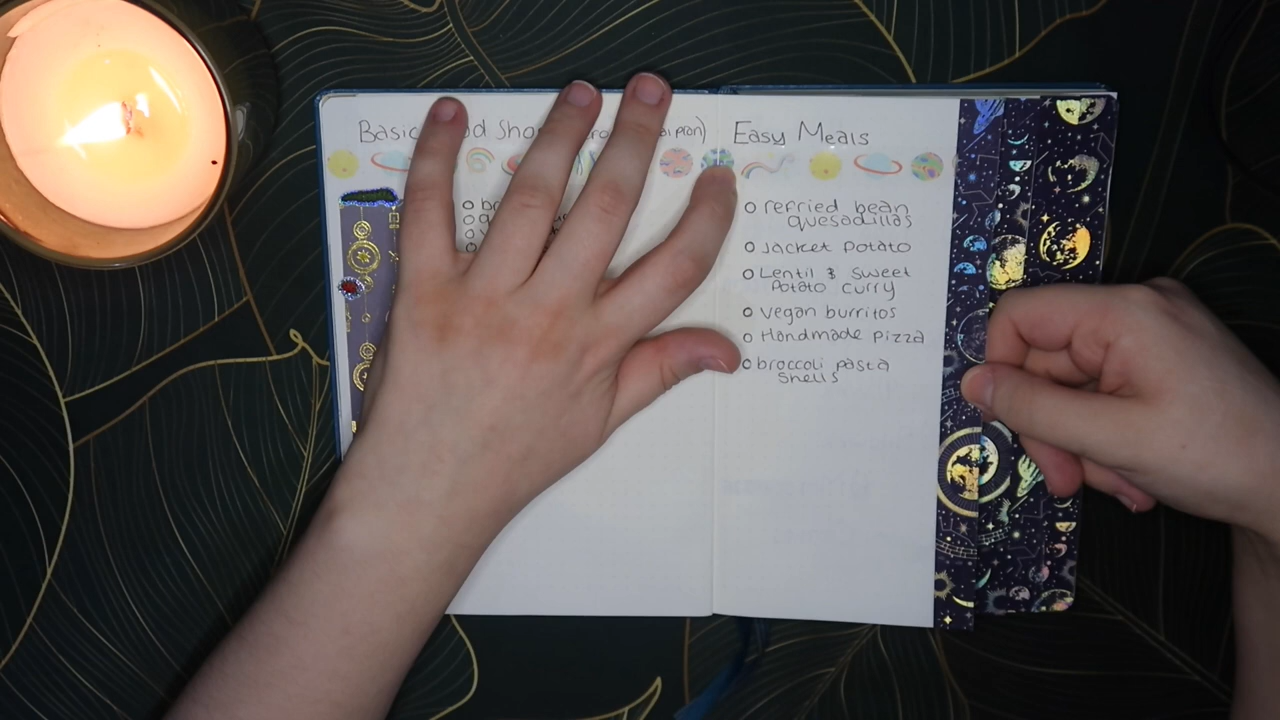 Basic
Easy Meals
o refried bean
quesadillas
o Jacket Potato
o Lentil & Sweet
Potato curry
o Vegan burritos
o Handmade pizza
o broccoli pasta
Shells